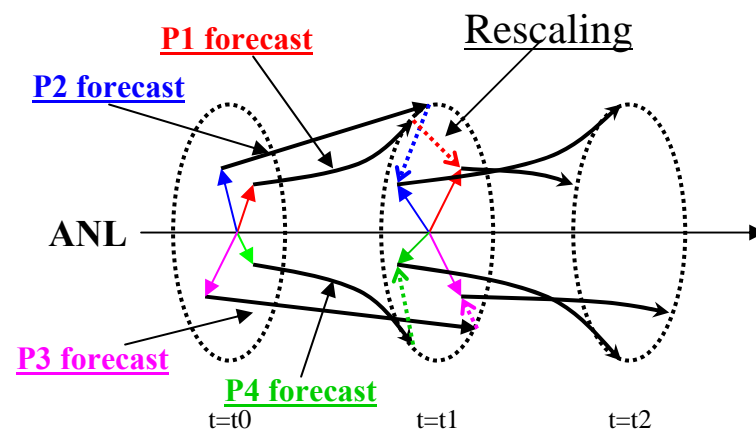 P1 forecast
Rescaling
P2 forecast
ANL
P3 forecast
P4 forecast
t=t0
t=t1
t=t2